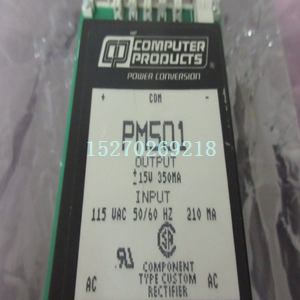 CP COMPUTER
PRODUCTS
POWER CONVERSION
+ COM -
PM501
15270269218
OUTPUT
±15V 350MA
INPUT
115 VAC 50/60 HZ 210 MA
COMPONENT
TYPE CUSTOM
RECTIFIER
AC AC